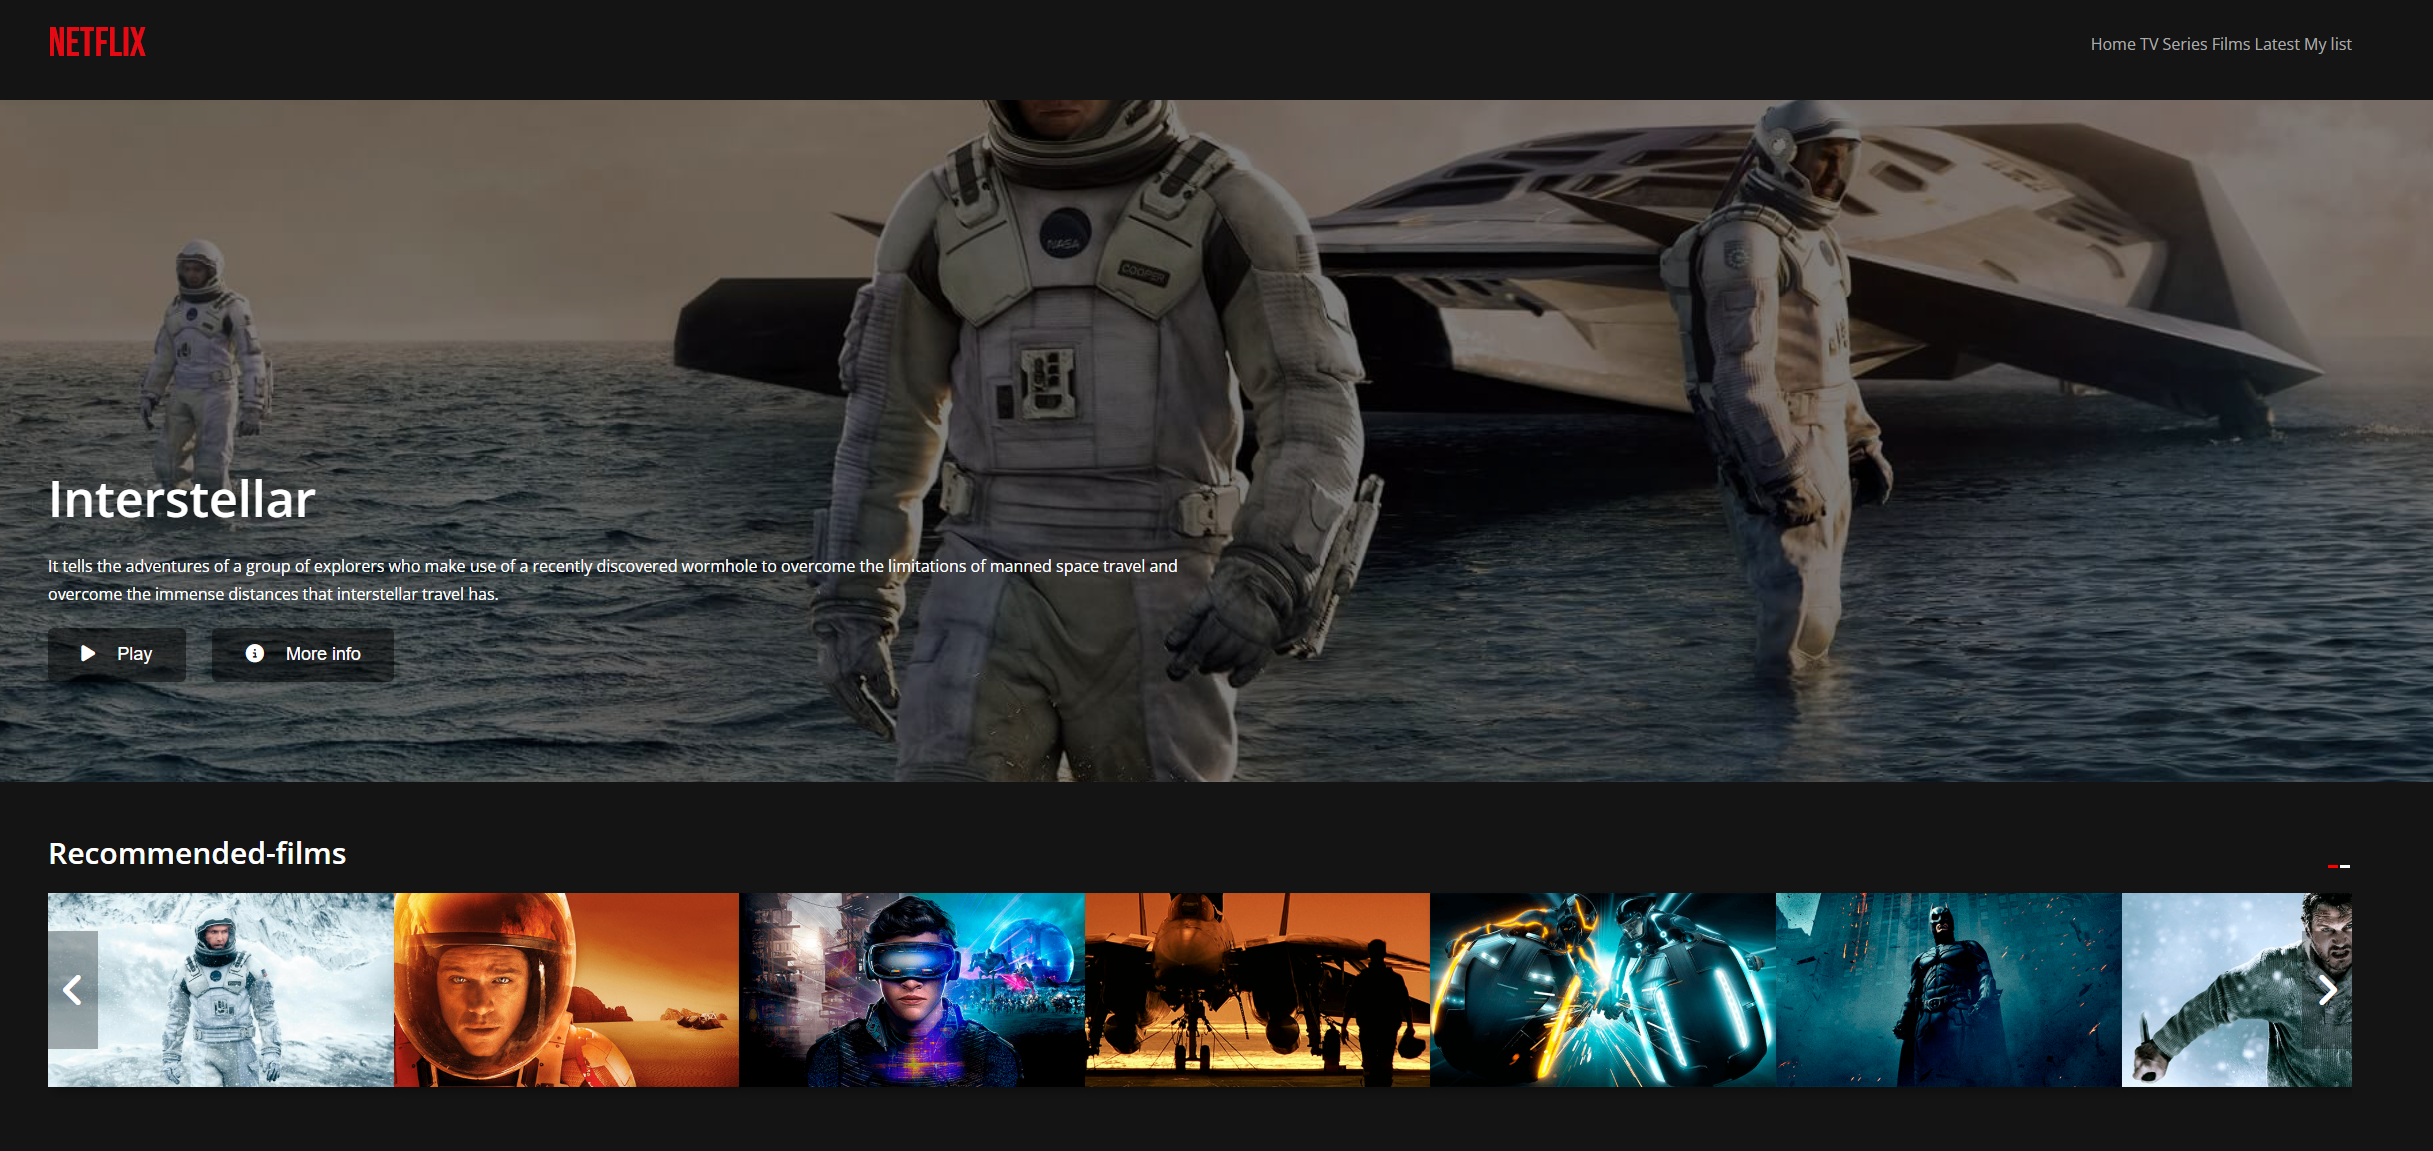 NETFLIX
Home TV Series Films Latest My list
NASA
COOPER
Interstellar
It tells the adventures of a group of explorers who make use of a recently discovered wormhole to overcome the limitations of manned space travel and
overcome the immense distances that interstellar travel has.
Play
More info
Recommended-films